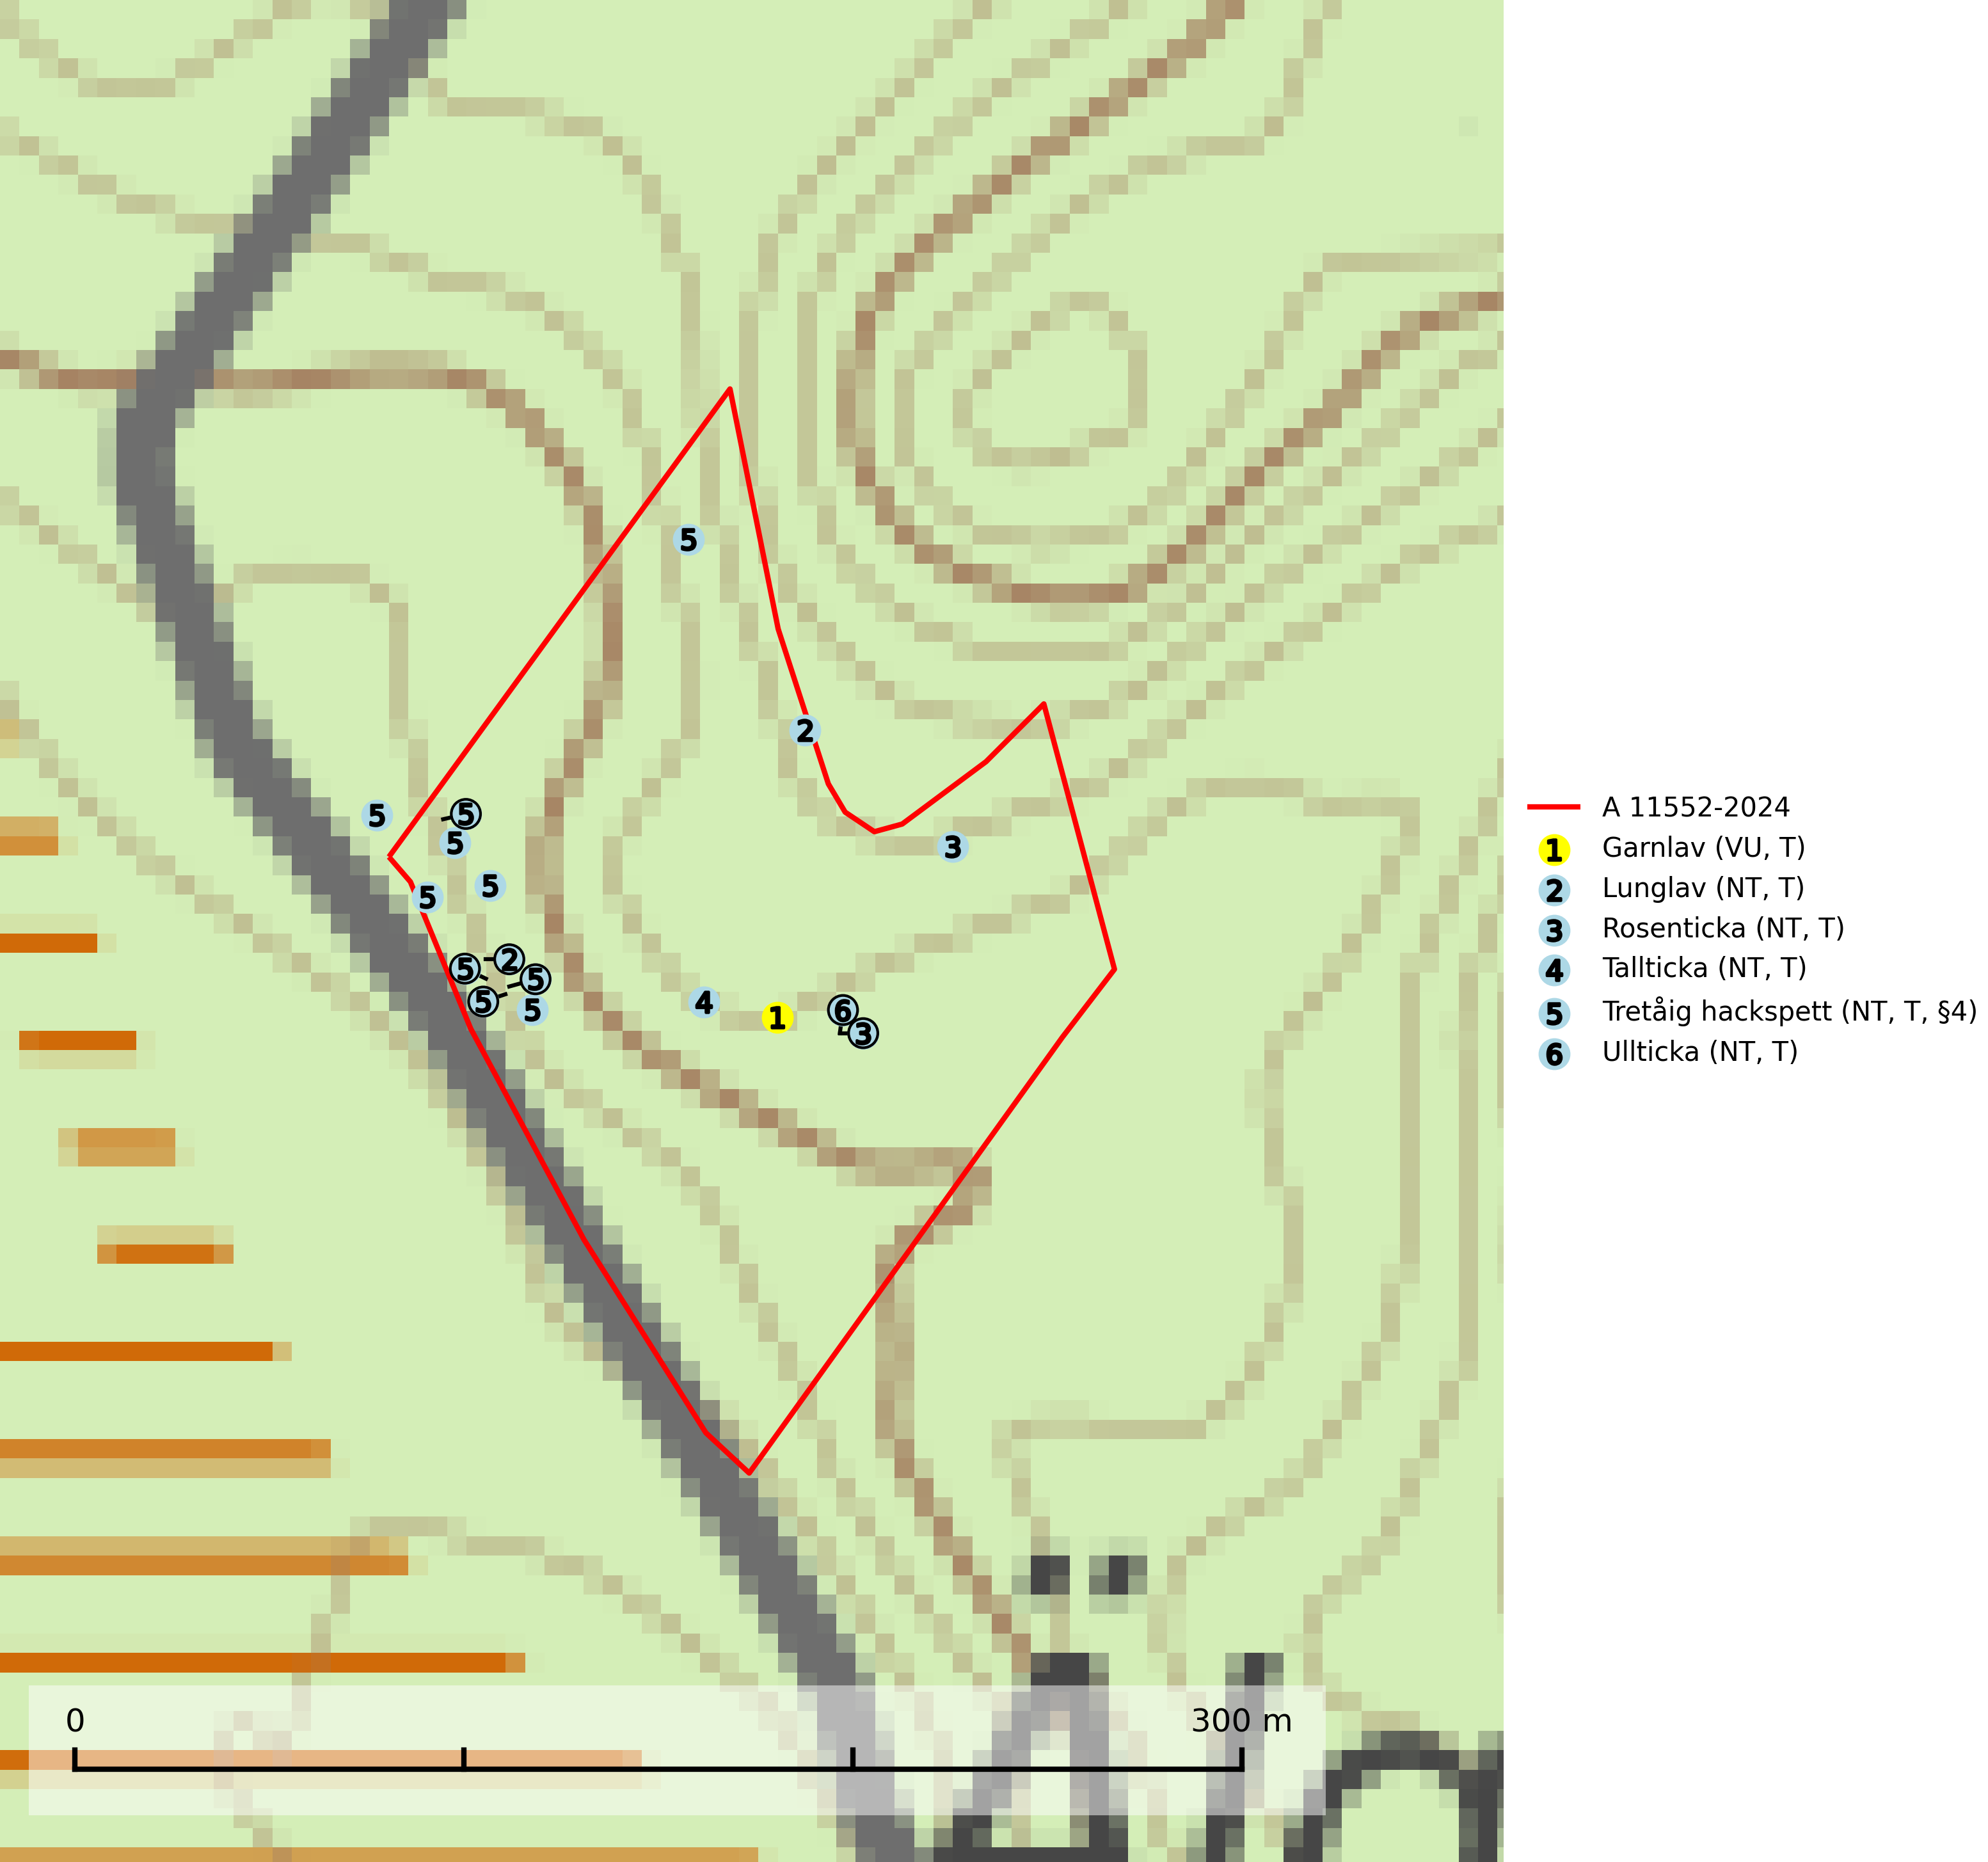 5
2
5
5
5
3
5
5
2
5
5
5
5
4
1
6
3
A 11552-2024
1 Garnlav (VU, T)
2 Lunglav (NT, T)
3 Rosenticka (NT, T)
4 Tallticka (NT, T)
5 Tretåig hackspett (NT, T, §4)
6 Ullticka (NT, T)
0 300 m